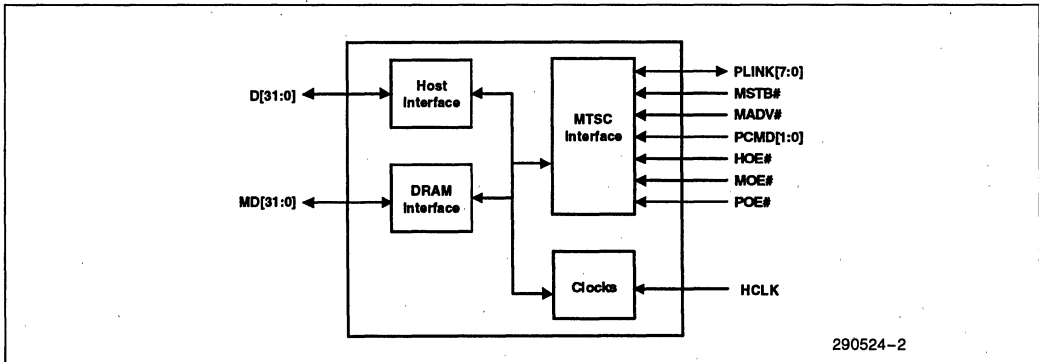 D[31:0]
Host
Interface
MD[31:0]
DRAM
Interface
MTSC
Interface
Clocks
PLINK[7:0]
MSTB#
MADV#
PCMD[1:0]
HOE#
MOE#
POE#
HCLK
290524-2